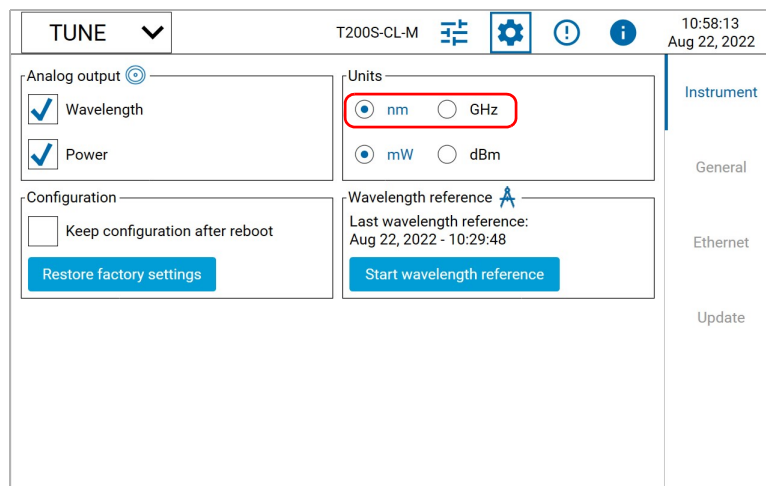 TUNE
T200S-CL-M
10:58:13
Aug 22, 2022
Analog output
Wavelength
Power
Units
nm GHz
mW dBm
Configuration
Keep configuration after reboot
Restore factory settings
Wavelength reference
Last wavelength reference:
Aug 22, 2022 - 10:29:48
Start wavelength reference
Instrument
General
Ethernet
Update